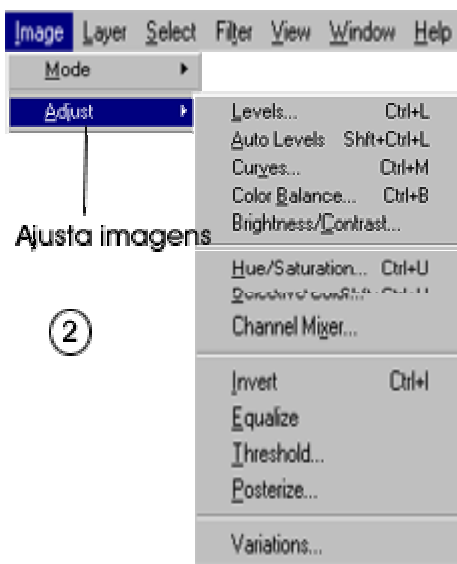 Image Layer Select Filter View Window Help
Mode
Adjust
Levels... Ctrl+L
Auto Levels Shft+Ctrl+L
Curves... Ctrl+M
Color Balance... Ctrl+B
Brightness/Contrast...
Ajusta imagens
Hue/Saturation... Ctrl+U
2
Channel Mixer...
Invert Ctrl+I
Equalize
Threshold...
Posterize...
Variations...